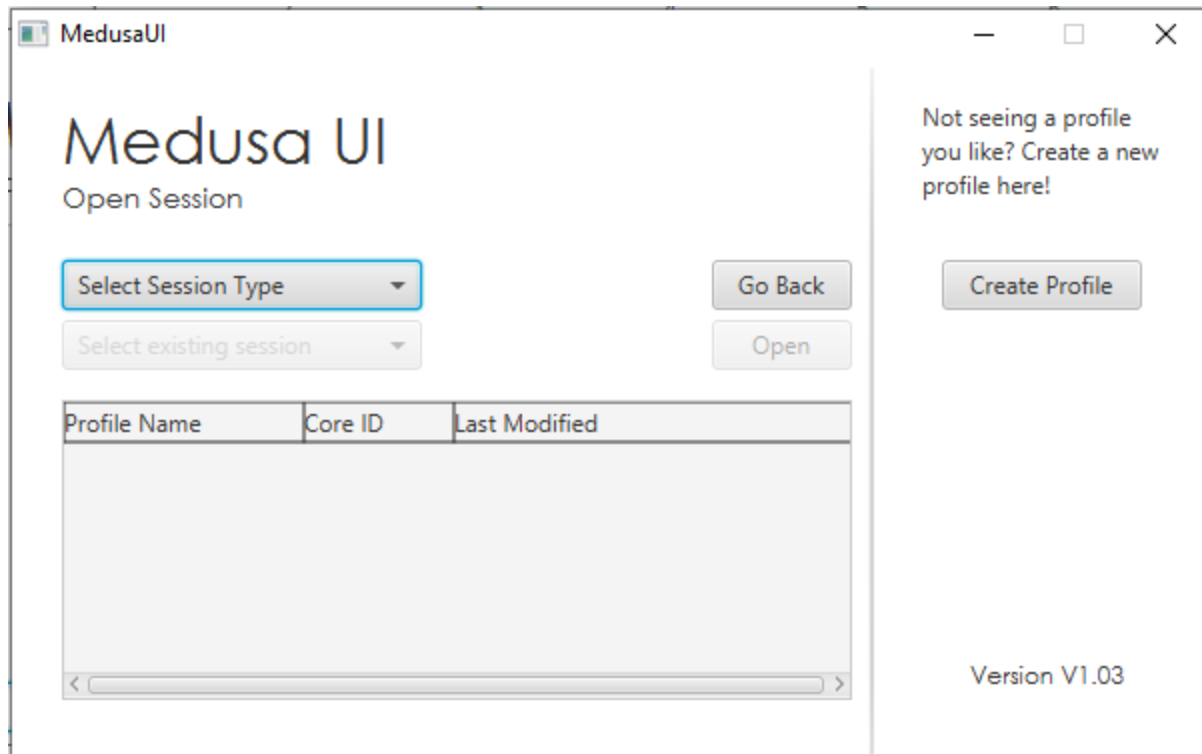 MedusaUI
Medusa UI
Open Session
Select Session Type
Go Back
Select existing session
Open
Profile Name Core ID Last Modified
Not seeing a profile
you like? Create a new
profile here!
Create Profile
Version V1.03